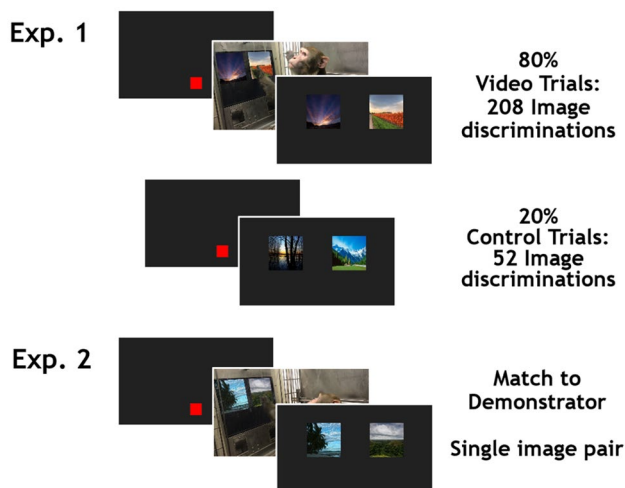 Exp. 1
80%
Video Trials:
208 Image
discriminations
20%
Control Trials:
52 Image
discriminations
Exp. 2
Match to
Demonstrator
Single image pair